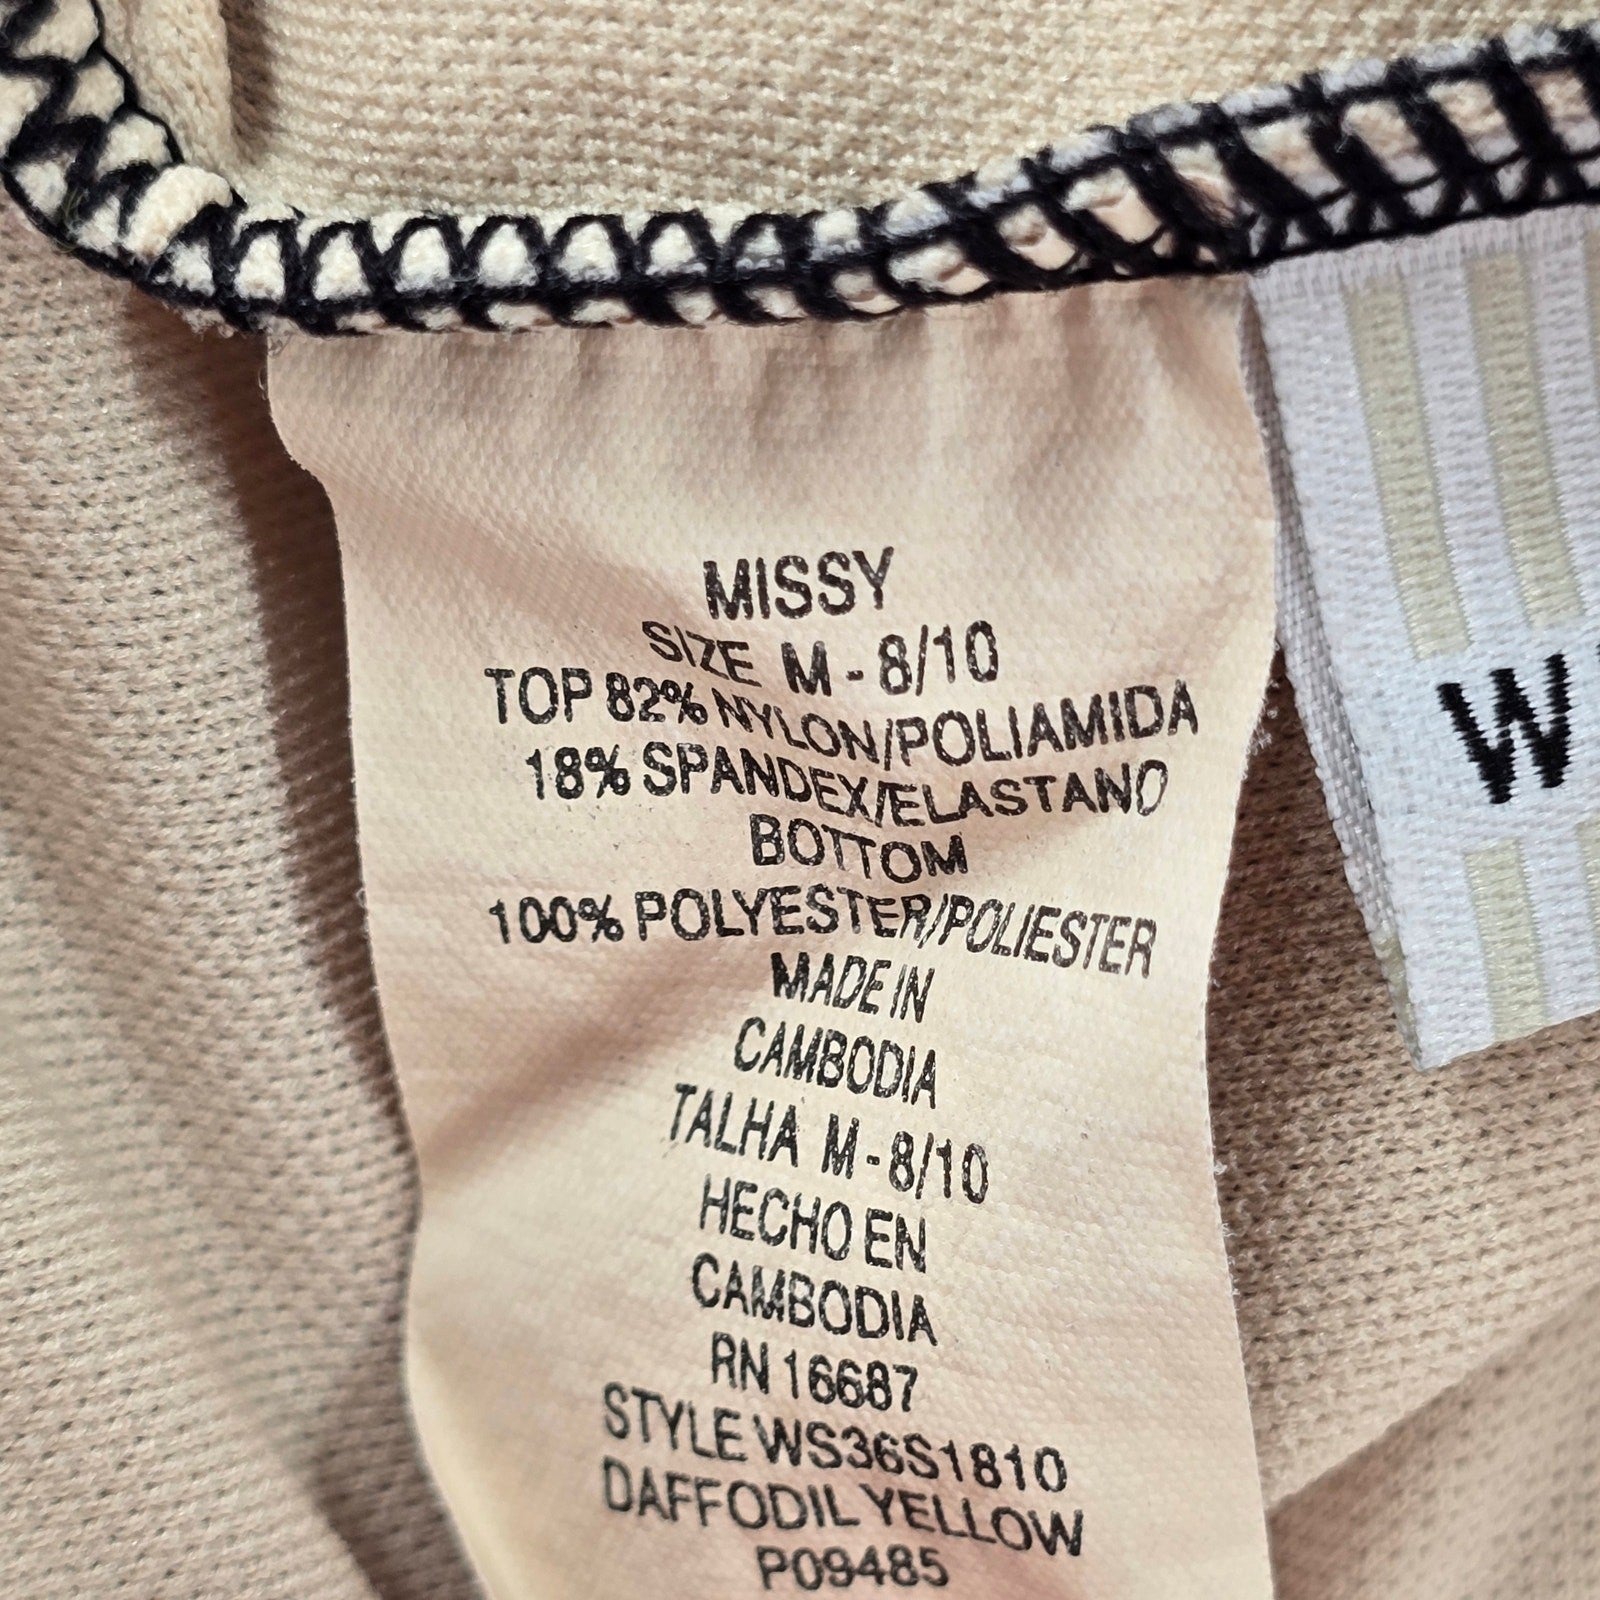 MISSY
SIZE M - 8/10
TOP 82% NYLON/POLIAMIDA
18% SPANDEX/ELASTANO
BOTTOM
100% POLYESTER/POLIESTER
MADE IN
CAMBODIA
TALHA M - 8/10
HECHO EN
CAMBODIA
RN 16687
STYLE WS36S1810
DAFFODIL YELLOW
P09485
W